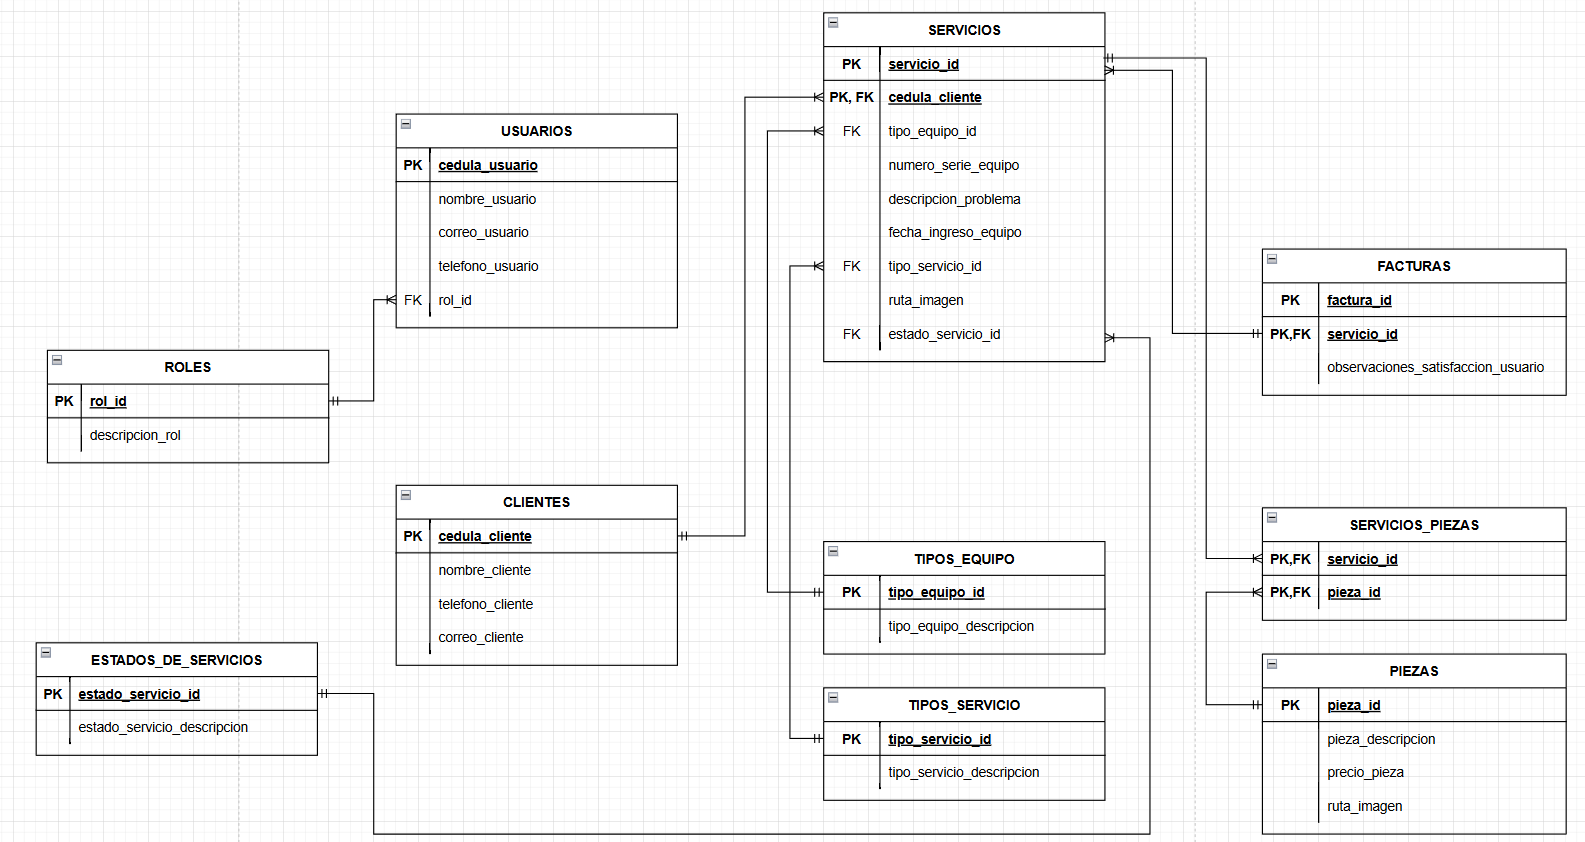 SERVICIOS
PK servicio_id
PK, FK cedula_cliente
FK tipo_equipo_id
numero_serie_equipo
descripcion_problema
fecha_ingreso_equipo
FK tipo_servicio_id
ruta_imagen
FK estado_servicio_id
USUARIOS
PK cedula_usuario
nombre_usuario
correo_usuario
telefono_usuario
FK rol_id
ROLES
PK rol_id
descripcion_rol
FACTURAS
PK factura_id
PK,FK servicio_id
observaciones_satisfaccion_usuario
CLIENTES
PK cedula_cliente
nombre_cliente
telefono_cliente
correo_cliente
SERVICIOS_PIEZAS
PK,FK servicio_id
PK,FK pieza_id
TIPOS_EQUIPO
PK tipo_equipo_id
tipo_equipo_descripcion
ESTADOS_DE_SERVICIOS
PK estado_servicio_id
estado_servicio_descripcion
TIPOS_SERVICIO
PK tipo_servicio_id
tipo_servicio_descripcion
PIEZAS
PK pieza_id
pieza_descripcion
precio_pieza
ruta_imagen